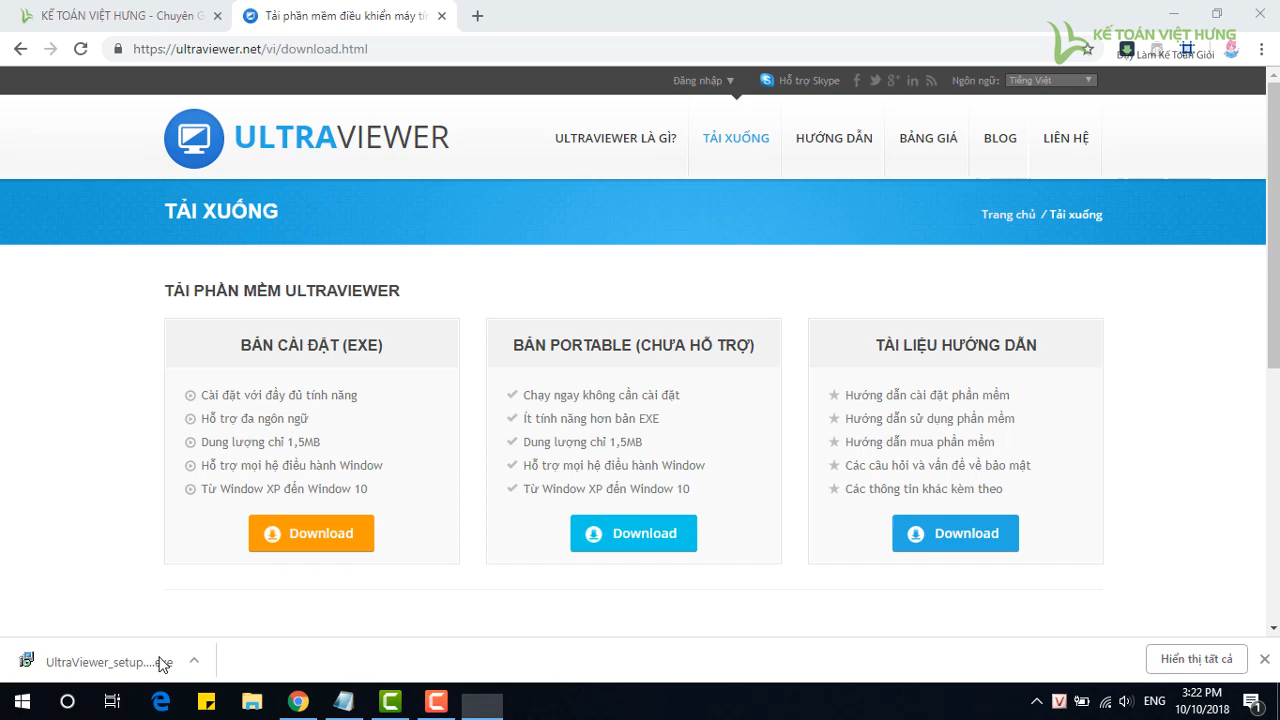 KẾ TOÁN VIỆT HƯNG - Chuyên G
Tải phần mềm điều khiển máy tín
KẾ TOÁN VIỆT HƯNG
Dạy Làm Kế Toán Giỏi
https://ultraviewer.net/vi/download.html
Đăng nhập ▼
Hỗ trợ Skype
Ngôn ngữ:
Tiếng Việt
ULTRAVIEWER
ULTRAVIEWER LÀ GÌ?
TẢI XUỐNG
HƯỚNG DẪN
BẢNG GIÁ
BLOG
LIÊN HỆ
TẢI XUỐNG
Trang chủ / Tải xuống
TẢI PHẦN MỀM ULTRAVIEWER
BẢN CÀI ĐẶT (EXE)
Cài đặt với đầy đủ tính năng
Hỗ trợ đa ngôn ngữ
Dung lượng chỉ 1,5MB
Hỗ trợ mọi hệ điều hành Window
Từ Window XP đến Window 10
Download
BẢN PORTABLE (CHƯA HỖ TRỢ)
Chạy ngay không cần cài đặt
Ít tính năng hơn bản EXE
Dung lượng chỉ 1,5MB
Hỗ trợ mọi hệ điều hành Window
Từ Window XP đến Window 10
Download
TÀI LIỆU HƯỚNG DẪN
Hướng dẫn cài đặt phần mềm
Hướng dẫn sử dụng phần mềm
Hướng dẫn mua phần mềm
Các câu hỏi và vấn đề về bảo mật
Các thông tin khác kèm theo
Download
UltraViewer_setup....exe
Hiển thị tất cả
ENG
3:22 PM
10/10/2018
1